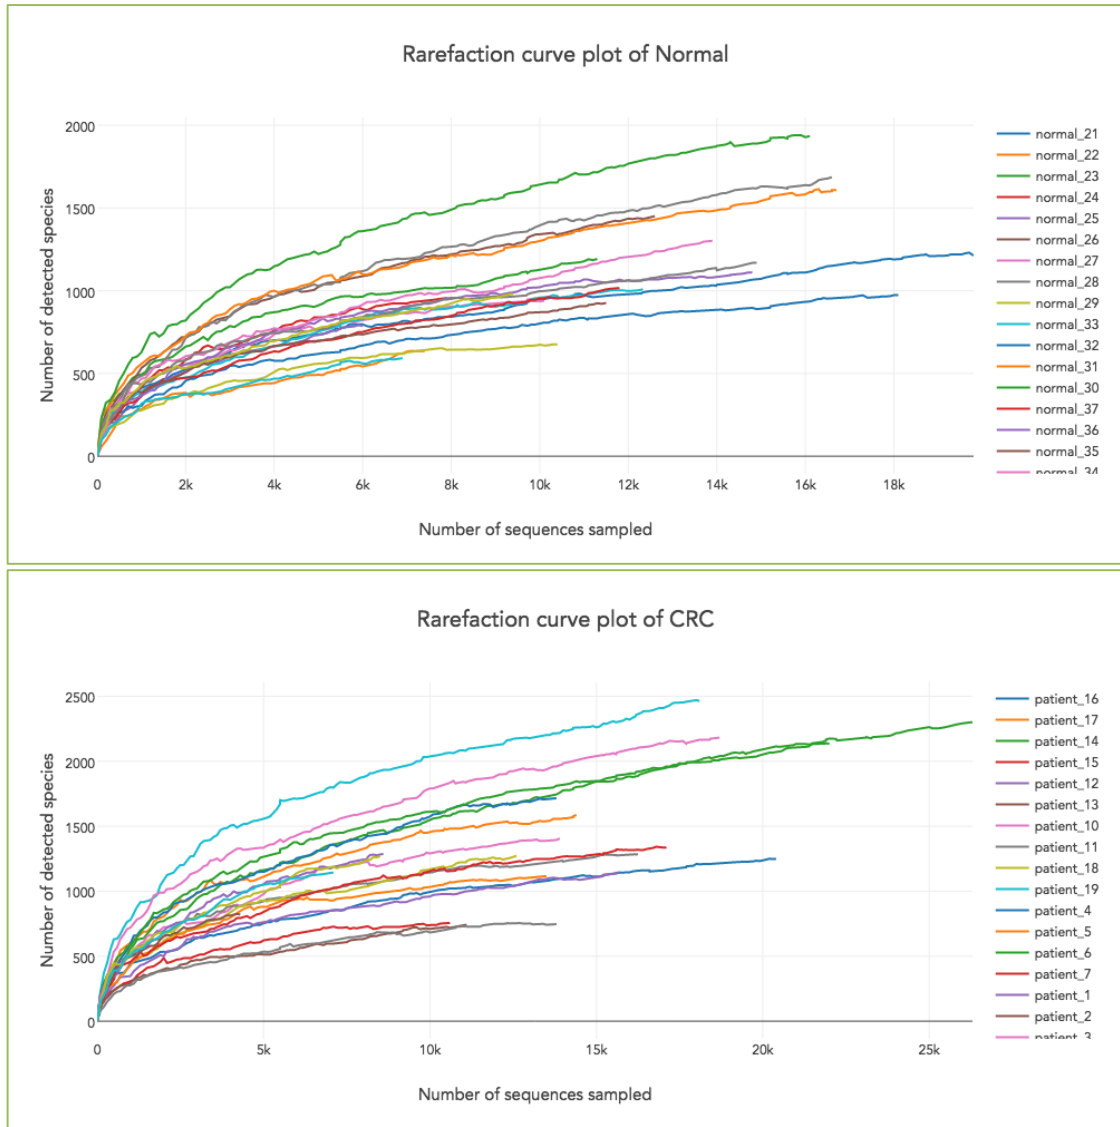 Rarefaction curve plot of Normal
Number of detected species
2000
1500
1000
500
0
0 2k 4k 6k 8k 10k 12k 14k 16k 18k
Number of sequences sampled
normal_21
normal_22
normal_23
normal_24
normal_25
normal_26
normal_27
normal_28
normal_29
normal_33
normal_32
normal_31
normal_30
normal_37
normal_36
normal_35
normal_34
Rarefaction curve plot of CRC
Number of detected species
2500
2000
1500
1000
500
0
0 5k 10k 15k 20k 25k
Number of sequences sampled
patient_16
patient_17
patient_14
patient_15
patient_12
patient_13
patient_10
patient_11
patient_18
patient_19
patient_4
patient_5
patient_6
patient_7
patient_1
patient_2
patient_3